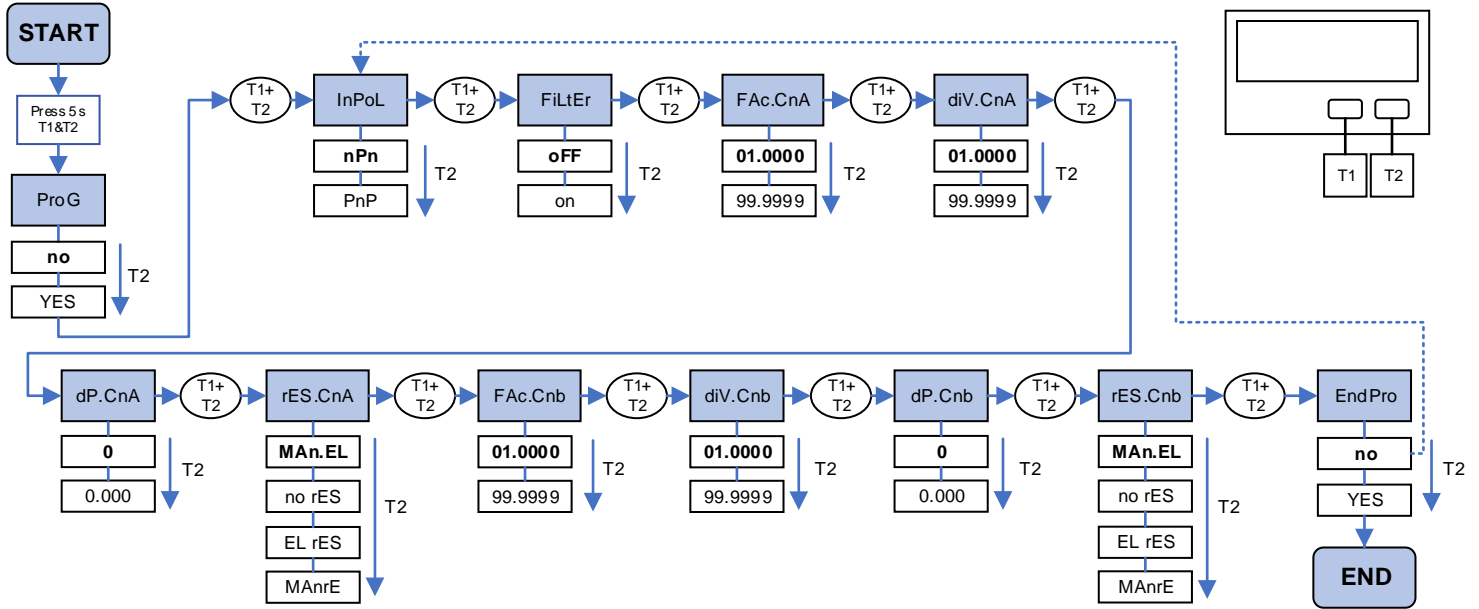 START
Press 5 s
T1&T2
ProG
no
YES
T2
T1+
T2
InPoL
nPn
PnP
T2
T1+
T2
FiLtEr
oFF
on
T2
T1+
T2
FAc.CnA
01.0000
99.9999
T2
T1+
T2
diV.CnA
01.0000
99.9999
T2
T1+
T2
T1
T2
dP.CnA
0
0.000
T2
T1+
T2
rES.CnA
MAn.EL
no rES
EL rES
MAnrE
T2
T1+
T2
FAc.Cnb
01.0000
99.9999
T2
T1+
T2
diV.Cnb
01.0000
99.9999
T2
T1+
T2
dP.Cnb
0
0.000
T2
T1+
T2
rES.Cnb
MAn.EL
no rES
EL rES
MAnrE
T2
T1+
T2
EndPro
no
YES
T2
END